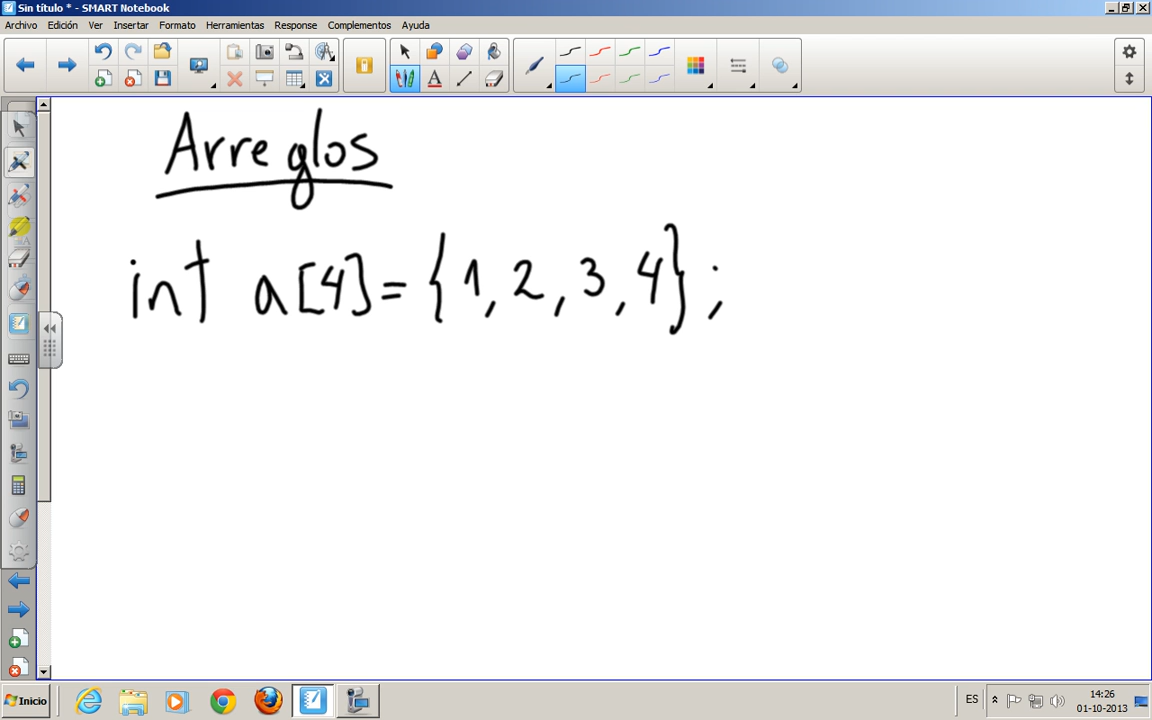 Sin título * - SMART Notebook
Archivo Edición Ver Insertar Formato Herramientas Response Complementos Ayuda
Arreglos
int a[4]={1,2,3,4};
Inicio
ES
14:26
01-10-2013